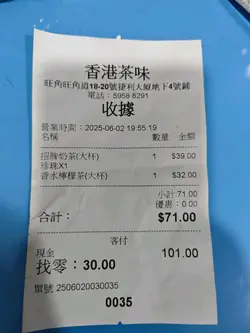 香港茶味
旺角旺角道18-20號捷利大廈地下4號鋪
電話：5958 8291
收據
營業時間：2025-06-02 19:55:19
名稱 數量 金額
招牌奶茶(大杯) 1 $39.00
珍珠X1
香水檸檬茶(大杯) 1 $32.00
小計:71.00
優惠：0.00
合計： $71.00
客付
現金 101.00
找零：30.00
單號 2506020030035
0035